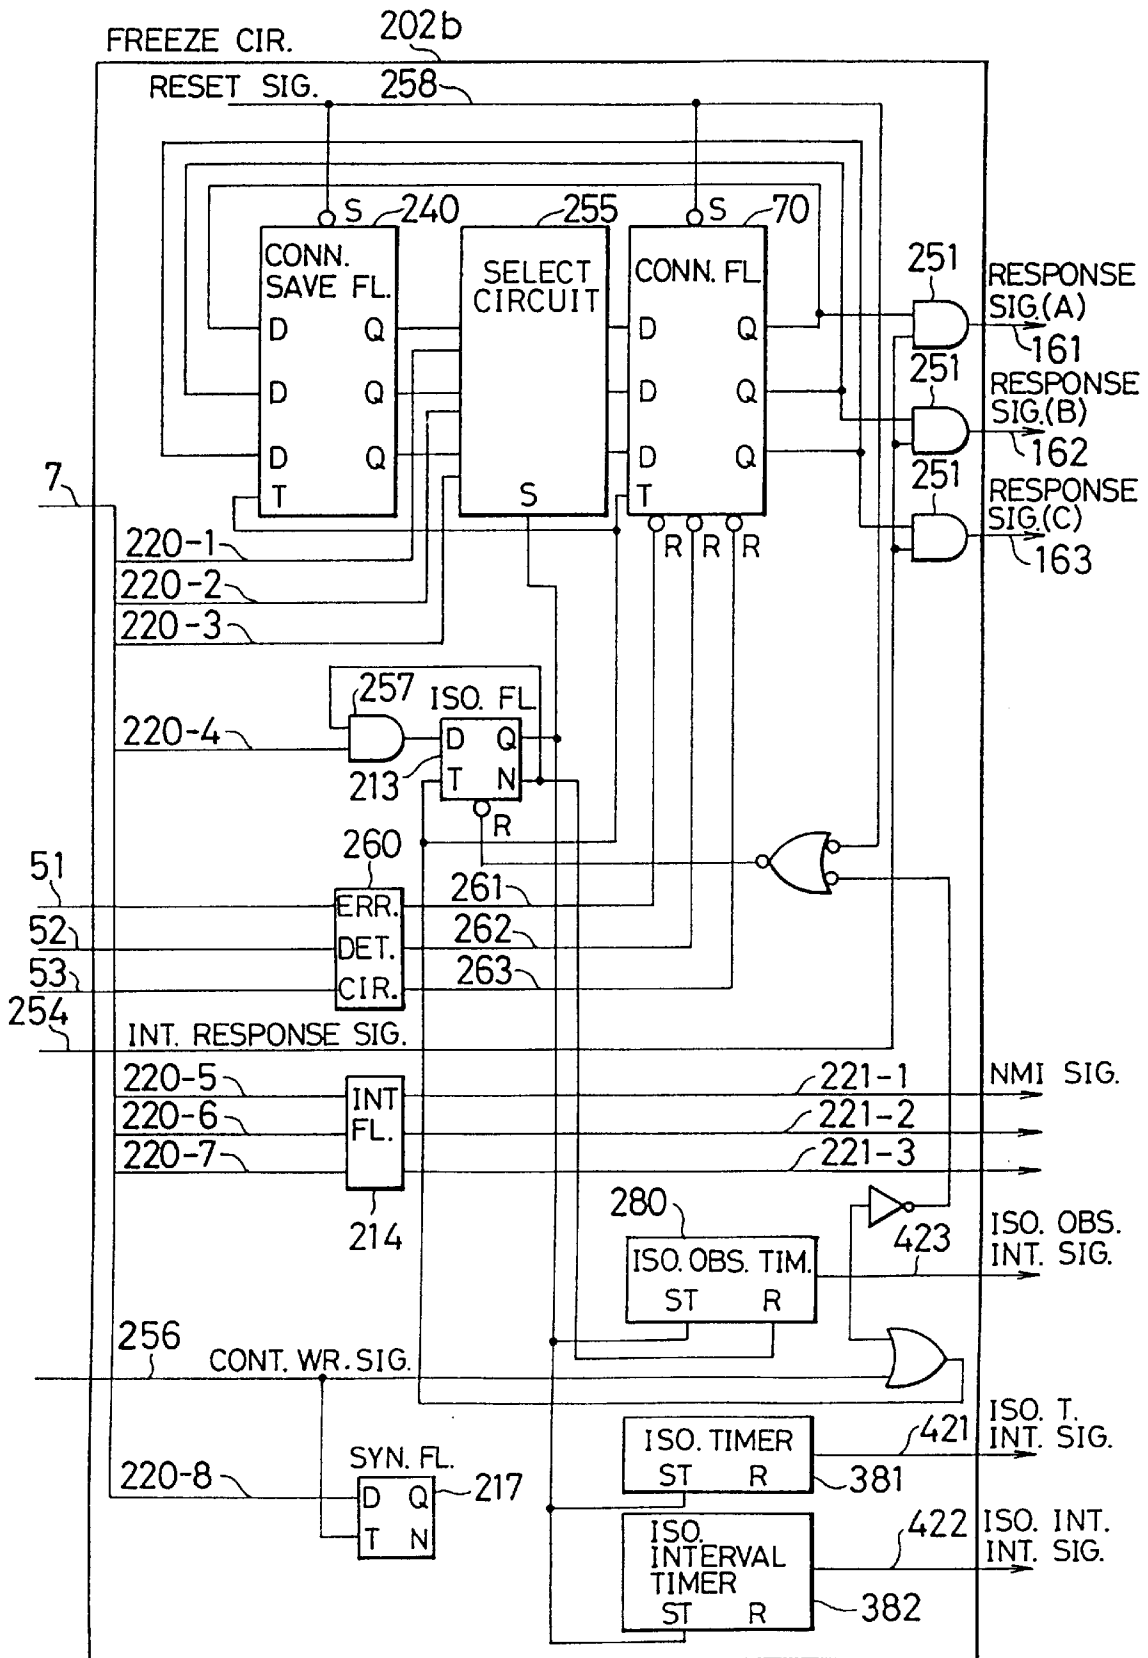 FREEZE CIR.
202b
RESET SIG.
258
S
240
255
S
70
CONN.
SAVE FL.
SELECT
CIRCUIT
CONN. FL
251
RESPONSE
SIG.(A)
D Q D Q
161
251
RESPONSE
SIG.(B)
D Q D Q
162
251
RESPONSE
SIG.(C)
D Q D Q
163
7
T
S
T
R R R
220-1
220-2
220-3
257
ISO. FL
220-4
D Q
T N
213
R
51
260
261
ERR.
52
262
DET.
53
263
CIR.
254
INT. RESPONSE SIG.
220-5
221-1
NMI SIG.
INT
220-6
FL.
221-2
220-7
221-3
214
280
423
ISO. OBS.
INT. SIG.
ISO. OBS. TIM.
ST R
256
CONT. WR. SIG.
ISO. TIMER
421
ISO. T.
INT. SIG.
ST R
381
SYN. FL.
220-8
D Q
217
T N
ISO.
INTERVAL
TIMER
422
ISO. INT.
INT. SIG.
ST R
382